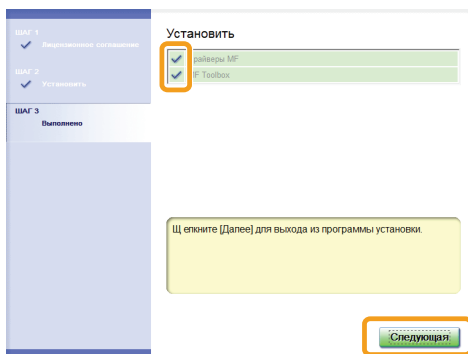 ШАГ 1
Лицензионное соглашение
ШАГ 2
Установить
ШАГ 3
Выполнено
Установить
райверы MF
F Toolbox
Щ елкните [Далее] для выхода из программы установки.
Следующая